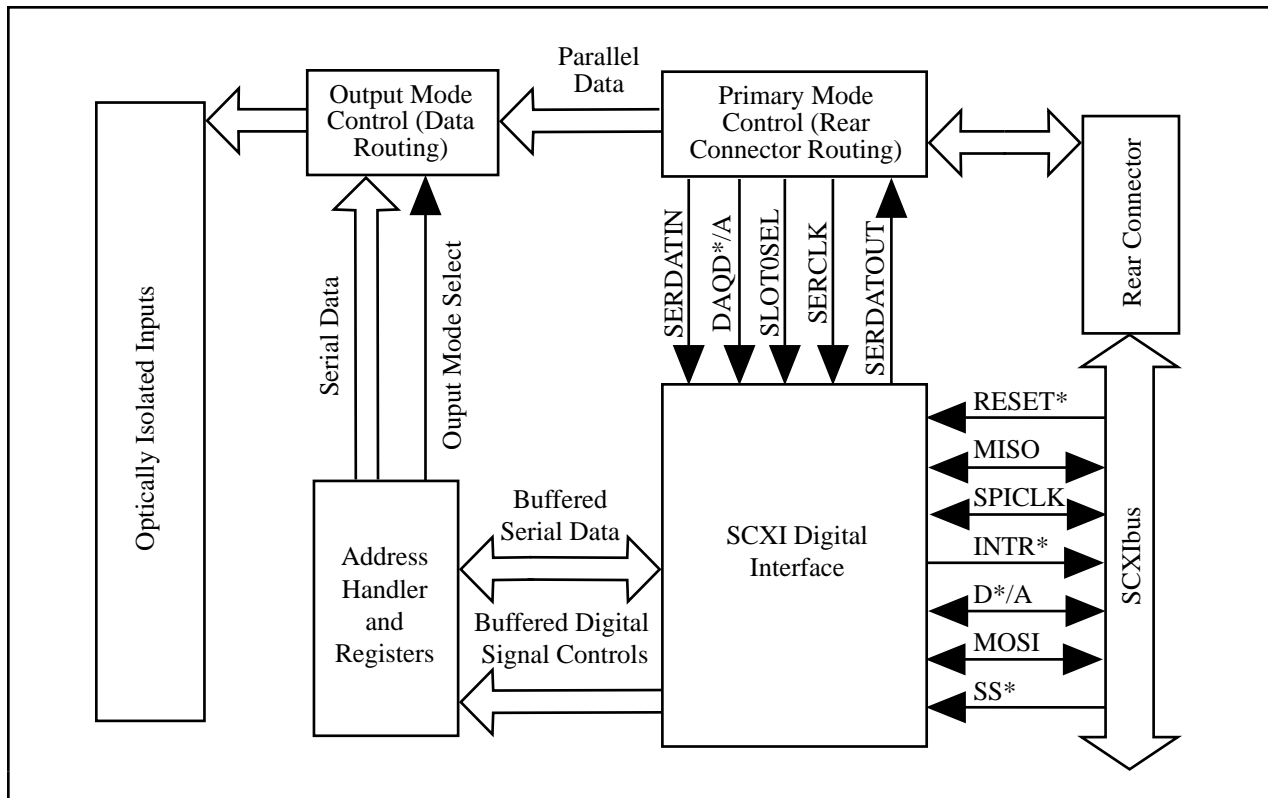 Parallel
Data
Output Mode
Control (Data
Routing)
Primary Mode
Control (Rear
Connector Routing)
Rear Connector
Optically Isolated Inputs
Serial Data
Ouput Mode Select
SERDATIN
DAQD*/A
SLOT0SEL
SERCLK
SERDATOUT
RESET*
MISO
SPICLK
INTR*
D*/A
MOSI
SS*
SCXIbus
Buffered
Serial Data
SCXI Digital
Interface
Address
Handler
and
Registers
Buffered Digital
Signal Controls